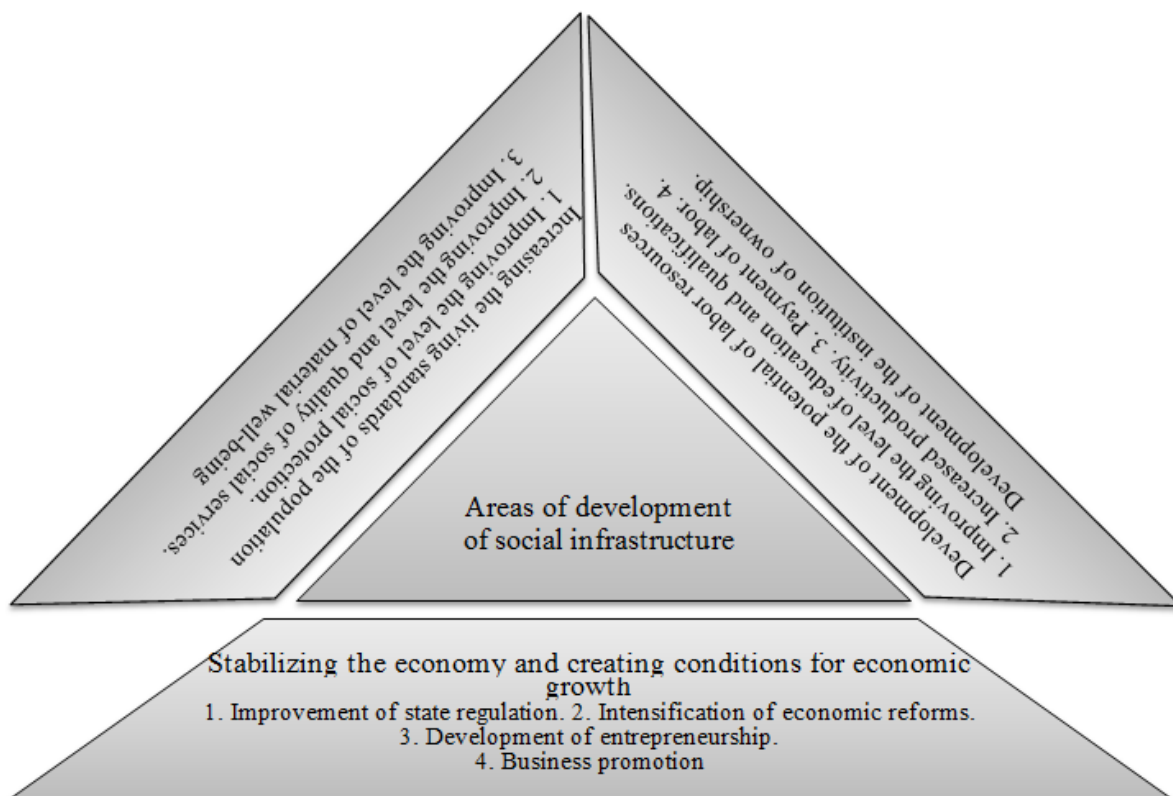 Increasing the living standards of the population
1. Improving the level of social protection.
2. Improving the level and quality of social services.
3. Improving the level of material well-being
Development of the potential of labor resources
1. Improving the level of education and qualifications.
2. Increased productivity. 3. Payment of labor. 4.
Development of the institution of ownership.
Areas of development
of social infrastructure
Stabilizing the economy and creating conditions for economic
growth
1. Improvement of state regulation. 2. Intensification of economic reforms.
3. Development of entrepreneurship.
4. Business promotion